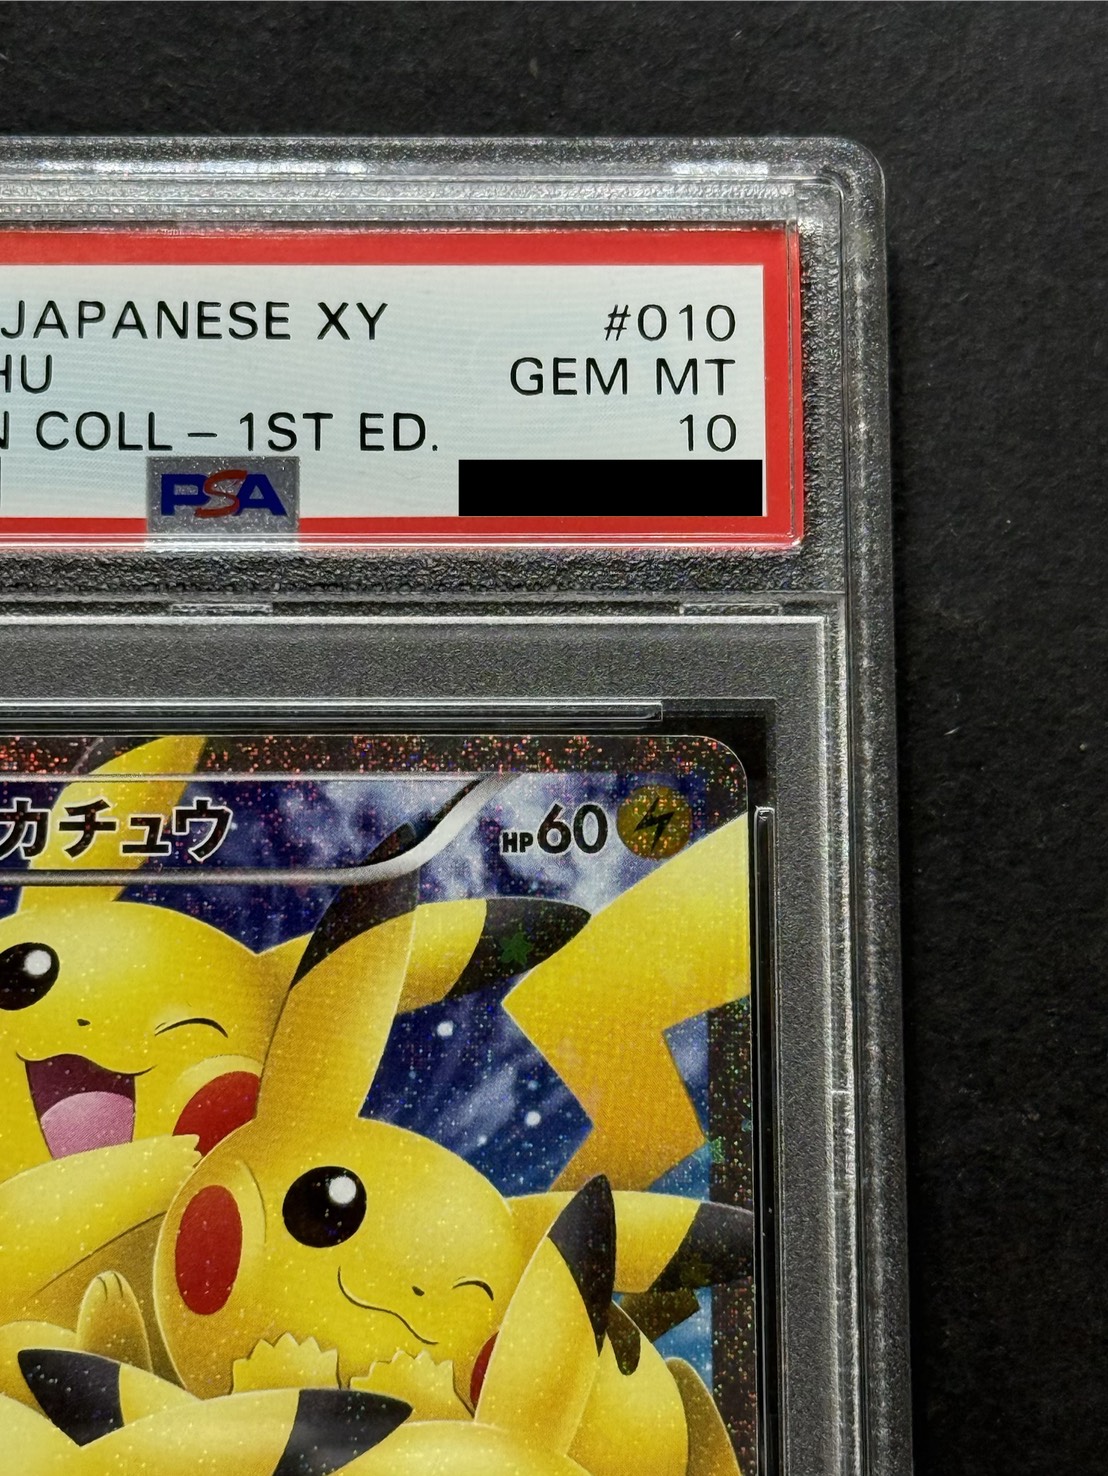 JAPANESE XY #010
HU GEM MT
N COLL – 1ST ED. 10
PSA
カチュウ HP60